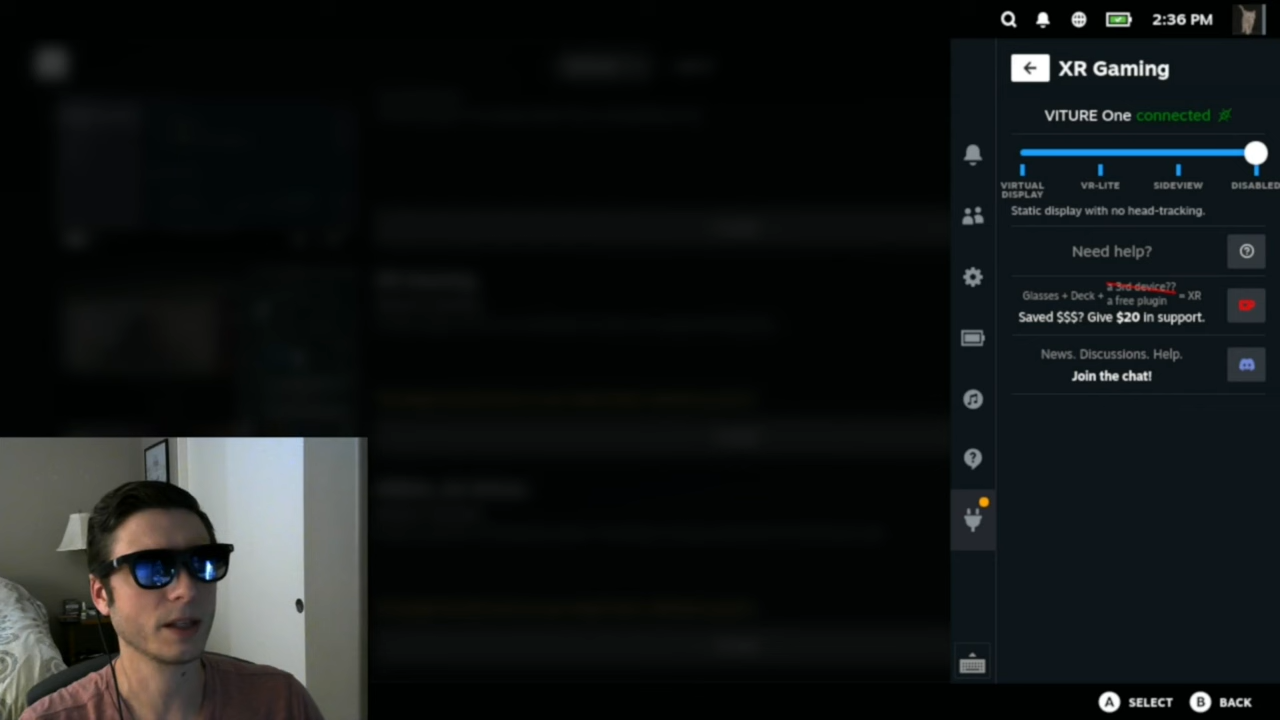 2:36 PM
XR Gaming
VITURE One connected
VIRTUAL DISPLAY
VR-LITE
SIDEVIEW
DISABLED
Static display with no head-tracking.
Need help?
a 3rd device??
Glasses + Deck + a free plugin = XR
Saved $$$? Give $20 in support.
News. Discussions. Help.
Join the chat!
A SELECT B BACK